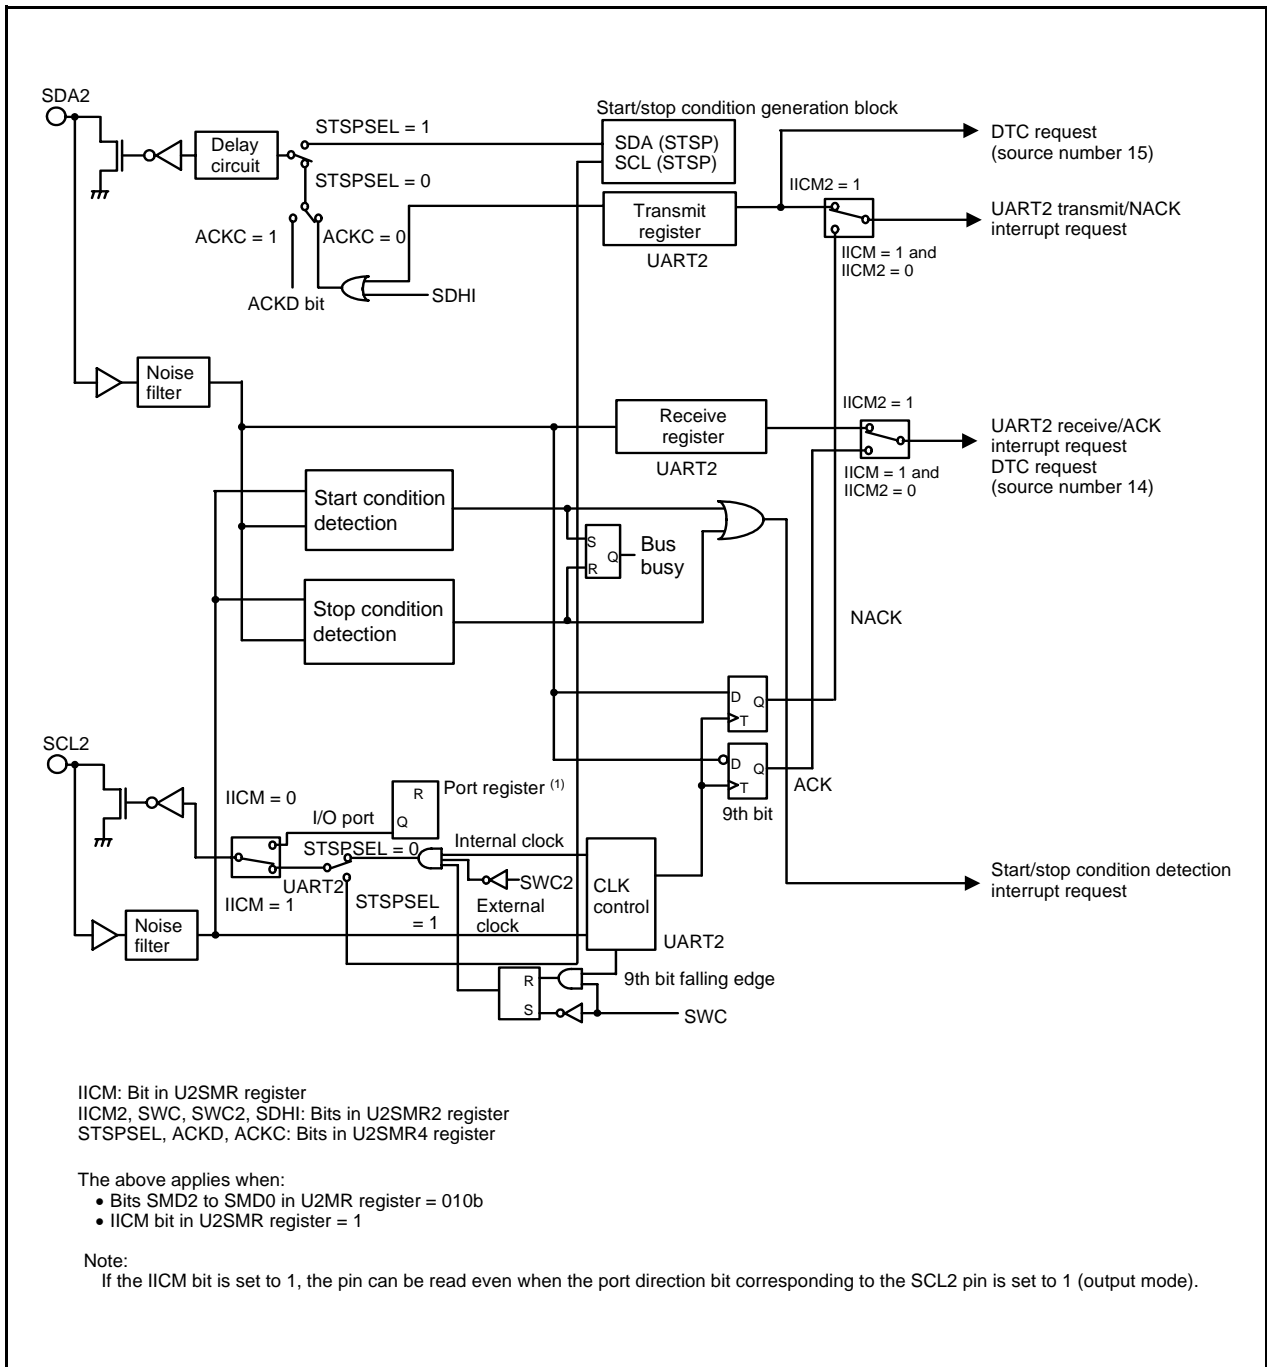 SDA2
Start/stop condition generation block
STSPSEL = 1
Delay
circuit
SDA (STSP)
SCL (STSP)
DTC request
(source number 15)
STSPSEL = 0
IICM2 = 1
Transmit
register
UART2
UART2 transmit/NACK
interrupt request
ACKC = 1
ACKC = 0
IICM = 1 and
IICM2 = 0
ACKD bit
SDHI
Noise
filter
IICM2 = 1
Receive
register
UART2
UART2 receive/ACK
interrupt request
DTC request
(source number 14)
IICM = 1 and
IICM2 = 0
Start condition
detection
S
R
Q
Bus
busy
Stop condition
detection
NACK
D
Q
T
SCL2
D
Q
T
ACK
9th bit
IICM = 0
I/O port
R
Q
Port register (1)
STSPSEL = 0
Internal clock
UART2
SWC2
CLK
control
Start/stop condition detection
interrupt request
IICM = 1
STSPSEL
= 1
External
clock
Noise
filter
UART2
R
S
9th bit falling edge
SWC
IICM: Bit in U2SMR register
IICM2, SWC, SWC2, SDHI: Bits in U2SMR2 register
STSPSEL, ACKD, ACKC: Bits in U2SMR4 register
The above applies when:
• Bits SMD2 to SMD0 in U2MR register = 010b
• IICM bit in U2SMR register = 1
Note:
If the IICM bit is set to 1, the pin can be read even when the port direction bit corresponding to the SCL2 pin is set to 1 (output mode).